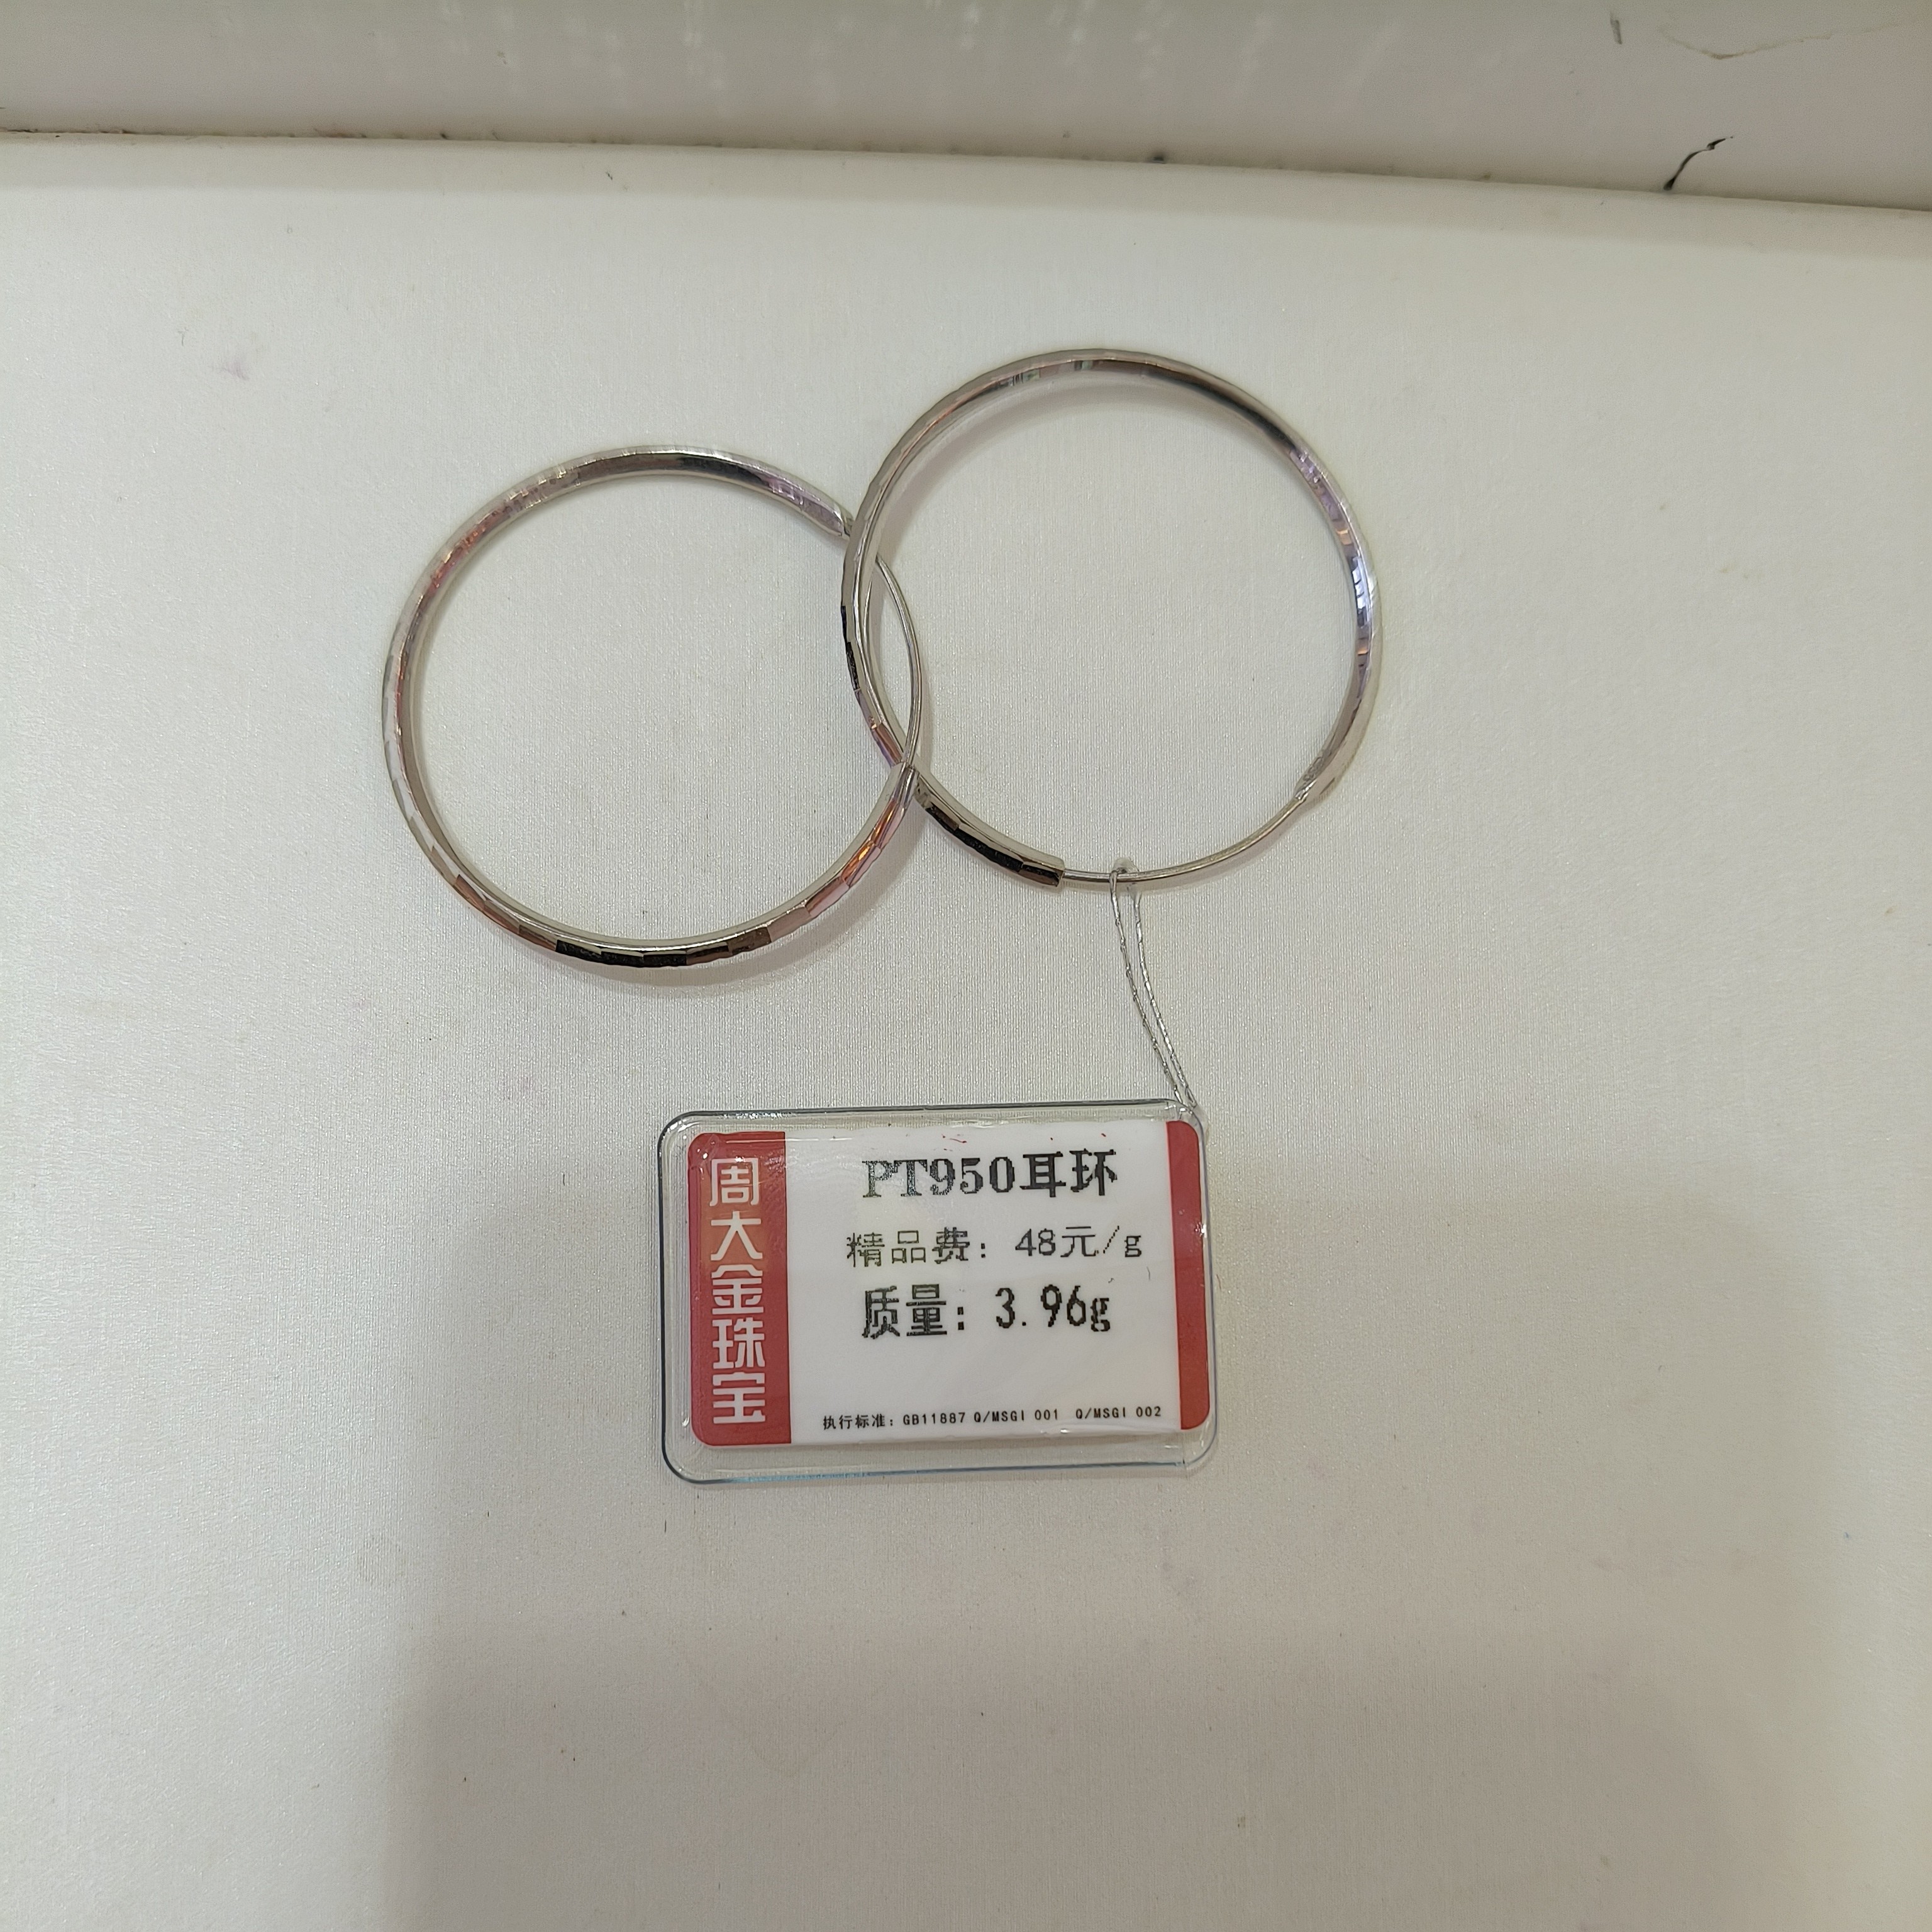 周大金珠宝
PT950耳环
精品费：48元/g
质量：3.96g
执行标准：GB11887 Q/MSGI 001 Q/MSGI 002